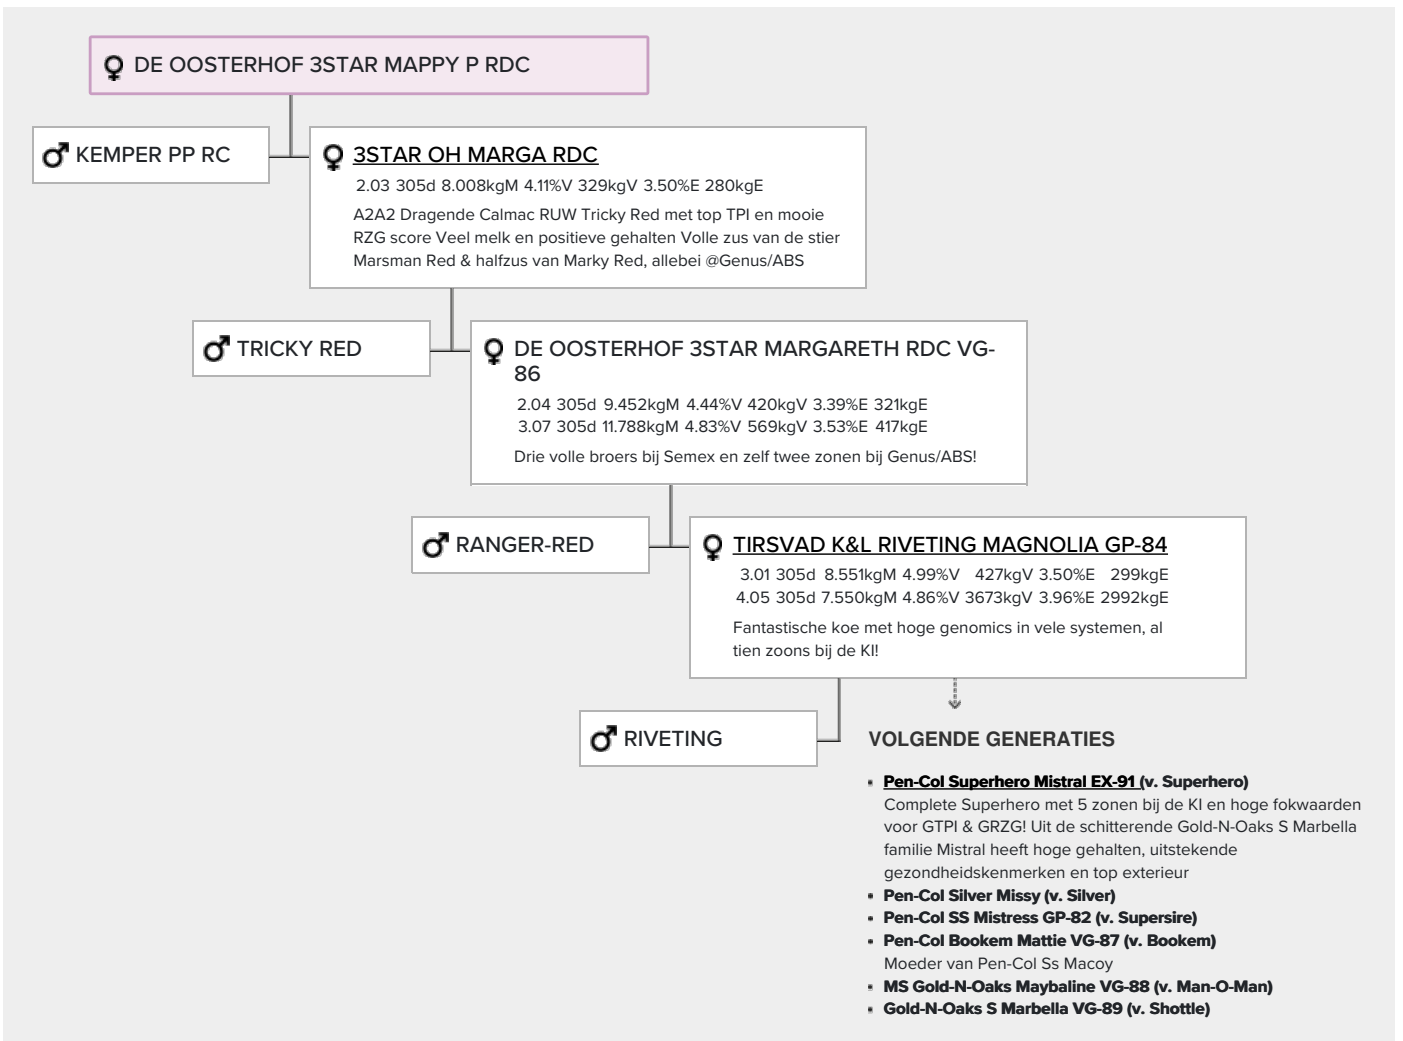 DE OOSTERHOF 3STAR MAPPY P RDC
KEMPER PP RC
3STAR OH MARGA RDC
2.03 305d 8.008kgM 4.11%V 329kgV 3.50%E 280kgE
A2A2 Dragende Calmac RUW Tricky Red met top TPI en mooie
RZG score Veel melk en positieve gehalten Volle zus van de stier
Marsman Red & halfzus van Marky Red, allebei @Genus/ABS
TRICKY RED
DE OOSTERHOF 3STAR MARGARETH RDC VG-
86
2.04 305d 9.452kgM 4.44%V 420kgV 3.39%E 321kgE
3.07 305d 11.788kgM 4.83%V 569kgV 3.53%E 417kgE
Drie volle broers bij Semex en zelf twee zonen bij Genus/ABS!
RANGER-RED
TIRSVAD K&L RIVETING MAGNOLIA GP-84
3.01 305d 8.551kgM 4.99%V 427kgV 3.50%E 299kgE
4.05 305d 7.550kgM 4.86%V 3673kgV 3.96%E 2992kgE
Fantastische koe met hoge genomics in vele systemen, al
tien zoons bij de KI!
RIVETING
VOLGENDE GENERATIES
Pen-Col Superhero Mistral EX-91 (v. Superhero)
Complete Superhero met 5 zonen bij de KI en hoge fokwaarden
voor GTPI & GRZG! Uit de schitterende Gold-N-Oaks S Marbella
familie Mistral heeft hoge gehalten, uitstekende
gezondheidskenmerken en top exterieur
Pen-Col Silver Missy (v. Silver)
Pen-Col SS Mistress GP-82 (v. Supersire)
Pen-Col Bookem Mattie VG-87 (v. Bookem)
Moeder van Pen-Col Ss Macoy
MS Gold-N-Oaks Maybaline VG-88 (v. Man-O-Man)
Gold-N-Oaks S Marbella VG-89 (v. Shottle)